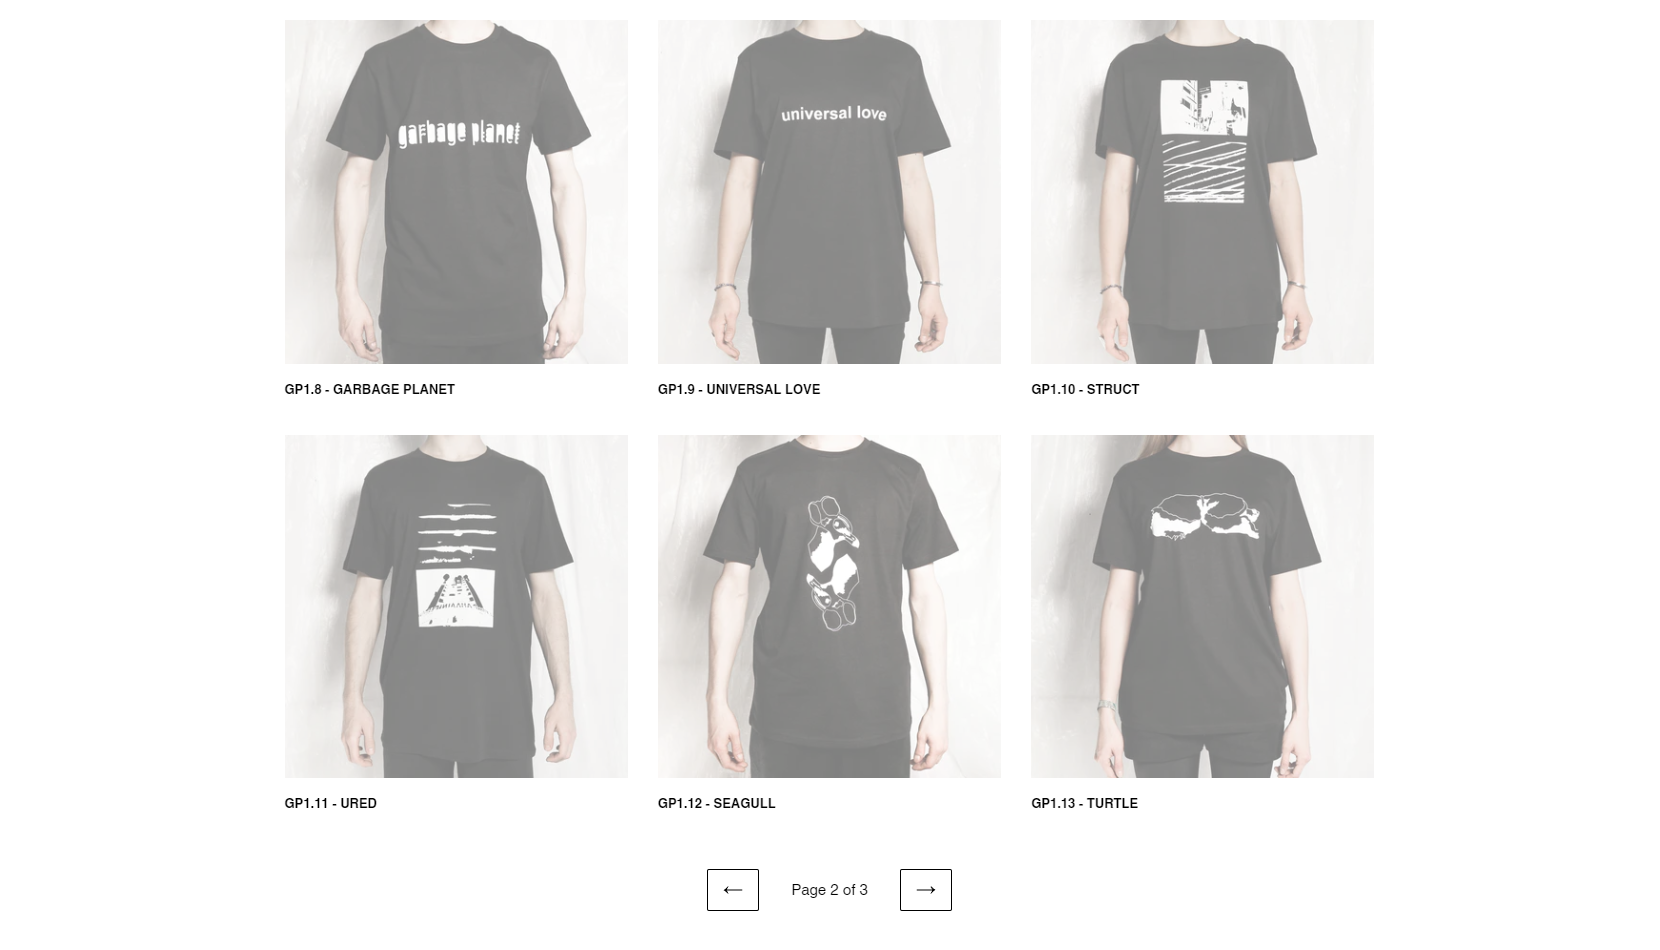 garbage planet
universal love
GP1.8 - GARBAGE PLANET
GP1.9 - UNIVERSAL LOVE
GP1.10 - STRUCT
GP1.11 - URED
GP1.12 - SEAGULL
GP1.13 - TURTLE
← Page 2 of 3 →